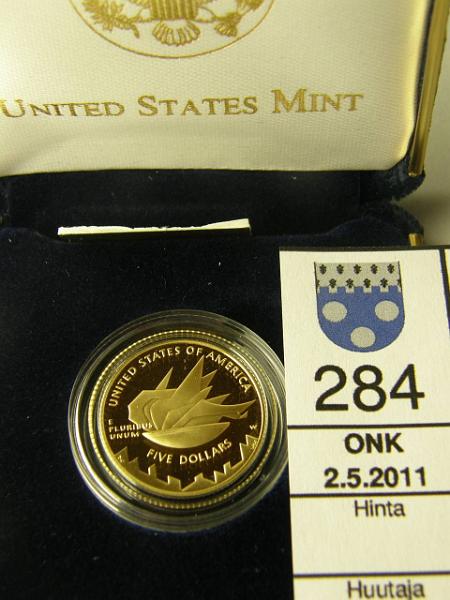 UNITED STATES MINT
UNITED STATES OF AMERICA
E
PLURIBUS
UNUM
FIVE DOLLARS
284
ONK
2.5.2011
Hinta
Huutaja